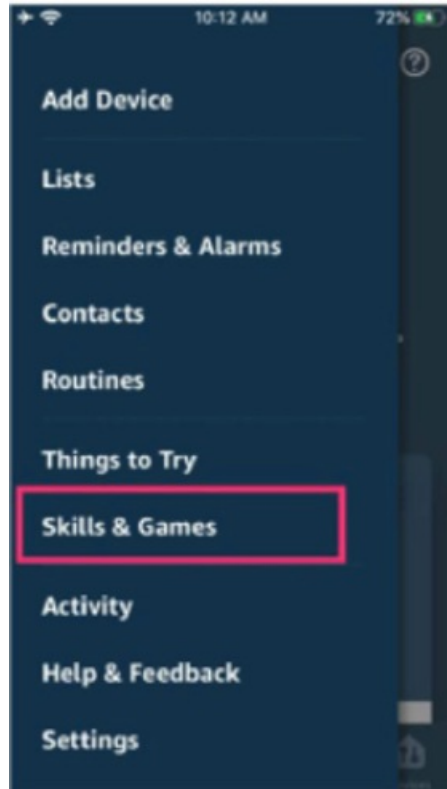 10:12 AM
72%
Add Device
Lists
Reminders & Alarms
Contacts
Routines
Things to Try
Skills & Games
Activity
Help & Feedback
Settings